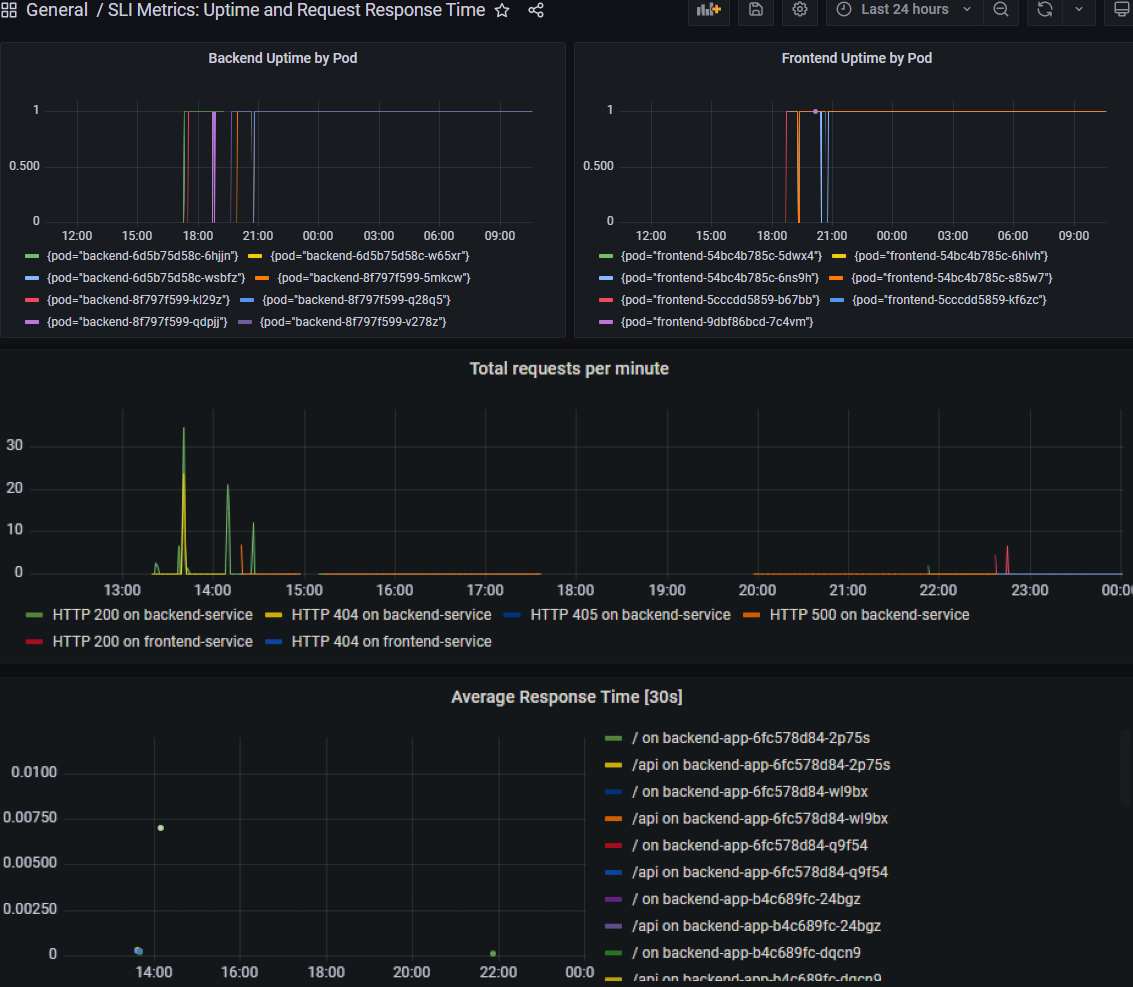 General / SLI Metrics: Uptime and Request Response Time
Last 24 hours
Backend Uptime by Pod
1
0.500
0
12:00 15:00 18:00 21:00 00:00 03:00 06:00 09:00
{pod="backend-6d5b75d58c-6hjjn"} {pod="backend-6d5b75d58c-w65xr"}
{pod="backend-6d5b75d58c-wsbfz"} {pod="backend-8f797f599-5mkcw"}
{pod="backend-8f797f599-kl29z"} {pod="backend-8f797f599-q28q5"}
{pod="backend-8f797f599-qdpjj"} {pod="backend-8f797f599-v278z"}
Frontend Uptime by Pod
1
0.500
0
12:00 15:00 18:00 21:00 00:00 03:00 06:00 09:00
{pod="frontend-54bc4b785c-5dwx4"} {pod="frontend-54bc4b785c-6hlvh"}
{pod="frontend-54bc4b785c-6ns9h"} {pod="frontend-54bc4b785c-s85w7"}
{pod="frontend-5cccdd5859-b67bb"} {pod="frontend-5cccdd5859-kf6zc"}
{pod="frontend-9dbf86bcd-7c4vm"}
Total requests per minute
30
20
10
0
13:00 14:00 15:00 16:00 17:00 18:00 19:00 20:00 21:00 22:00 23:00 00:0
HTTP 200 on backend-service HTTP 404 on backend-service HTTP 405 on backend-service HTTP 500 on backend-service
HTTP 200 on frontend-service HTTP 404 on frontend-service
Average Response Time [30s]
0.0100
0.00750
0.00500
0.00250
0
14:00 16:00 18:00 20:00 22:00 00:0
/ on backend-app-6fc578d84-2p75s
/api on backend-app-6fc578d84-2p75s
/ on backend-app-6fc578d84-wl9bx
/api on backend-app-6fc578d84-wl9bx
/ on backend-app-6fc578d84-q9f54
/api on backend-app-6fc578d84-q9f54
/ on backend-app-b4c689fc-24bgz
/api on backend-app-b4c689fc-24bgz
/ on backend-app-b4c689fc-dqcn9
/api on backend-app-b4c689fc-dqcn9